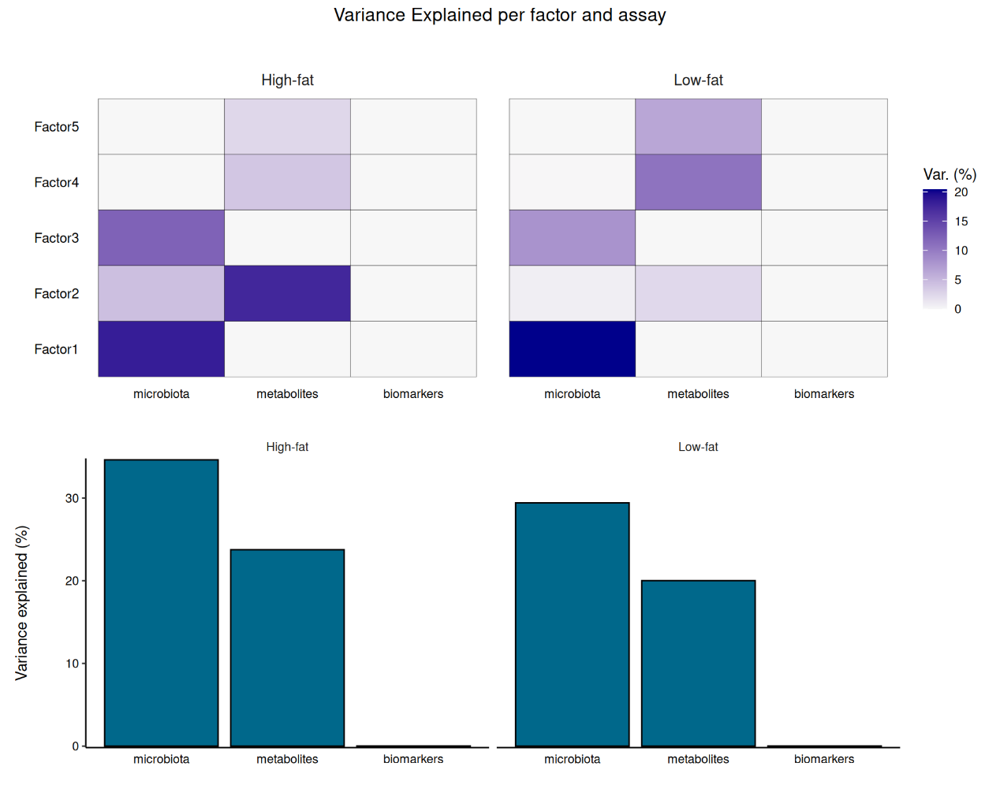 Variance Explained per factor and assay
High-fat
Low-fat
Factor5
Factor4
Factor3
Factor2
Factor1
Var. (%)
20
15
10
5
0
microbiota metabolites biomarkers
microbiota metabolites biomarkers
High-fat
Low-fat
Variance explained (%)
30
20
10
0
microbiota metabolites biomarkers
microbiota metabolites biomarkers